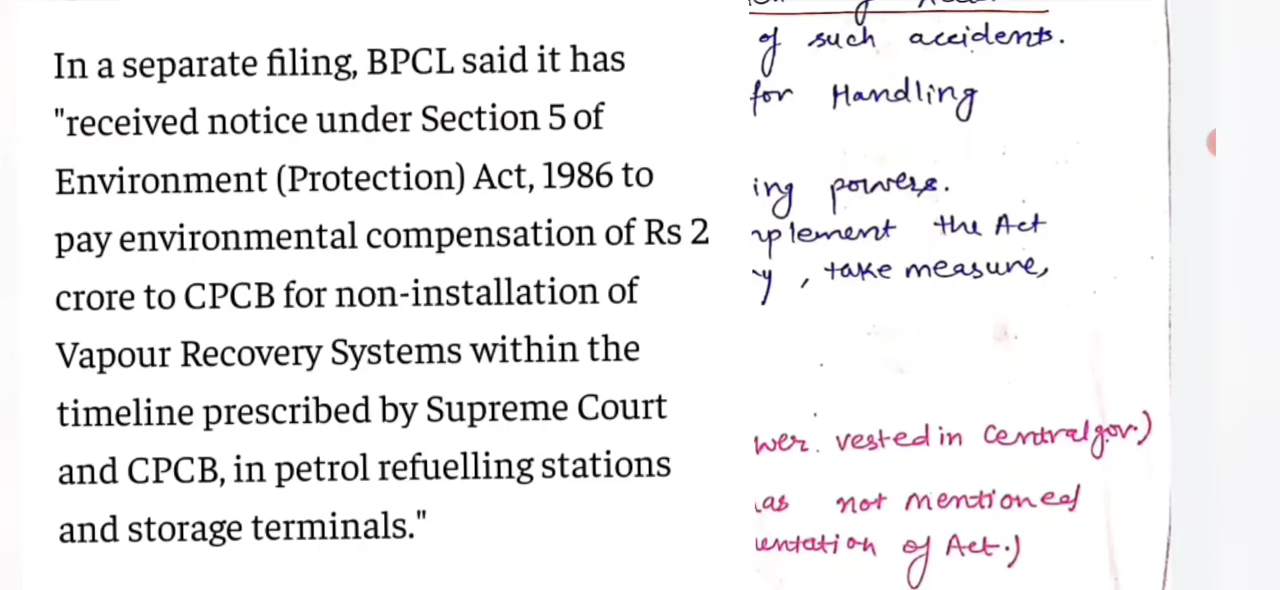 In a separate filing, BPCL said it has
"received notice under Section 5 of
Environment (Protection) Act, 1986 to
pay environmental compensation of Rs 2
crore to CPCB for non-installation of
Vapour Recovery Systems within the
timeline prescribed by Supreme Court
and CPCB, in petrol refuelling stations
and storage terminals."
of such accidents.
for Handling
ing powers.
plement the Act
y, take measure,
wer. vested in Central gov.)
as not mentioned
entation of Act.)